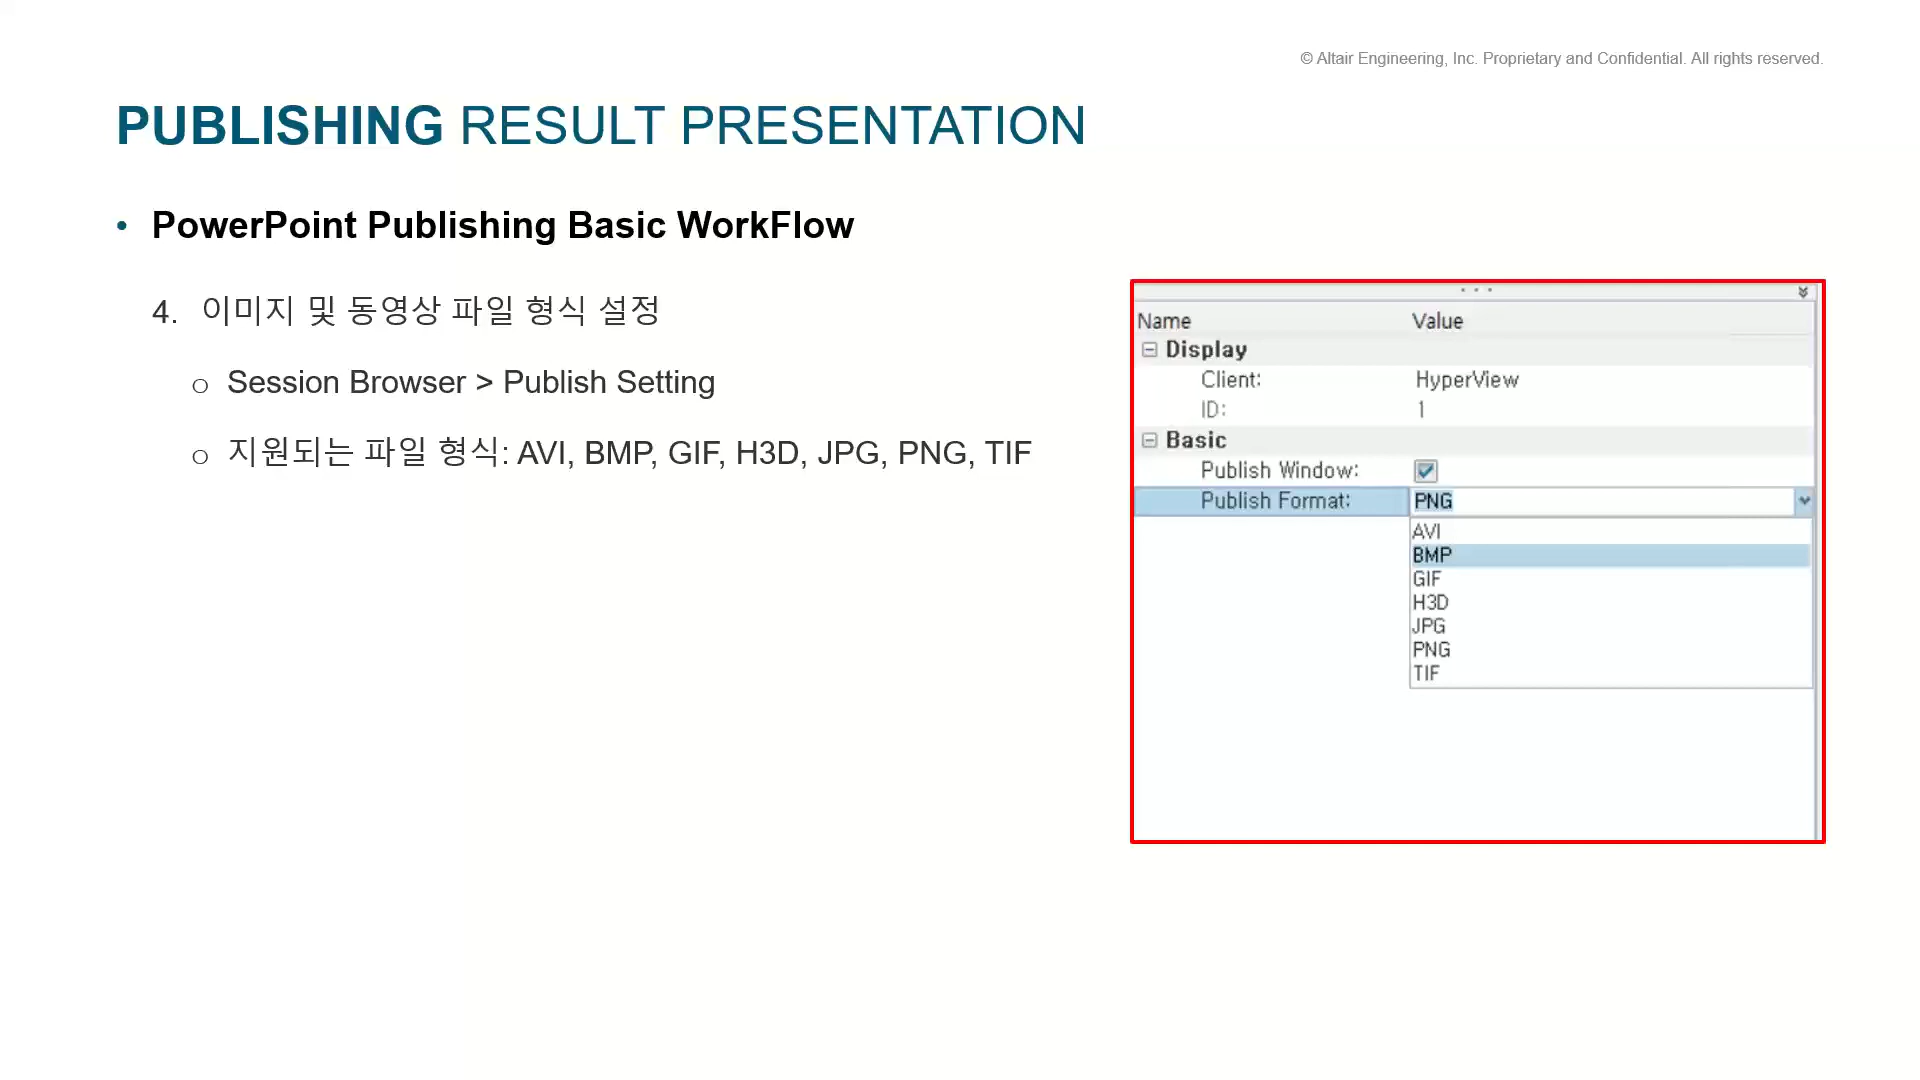 © Altair Engineering, Inc. Proprietary and Confidential. All rights reserved.
PUBLISHING RESULT PRESENTATION
• PowerPoint Publishing Basic WorkFlow
4. 이미지 및 동영상 파일 형식 설정
o Session Browser > Publish Setting
o 지원되는 파일 형식: AVI, BMP, GIF, H3D, JPG, PNG, TIF
Name Value
Display
Client: HyperView
ID: 1
Basic
Publish Window:
Publish Format: PNG
AVI
BMP
GIF
H3D
JPG
PNG
TIF